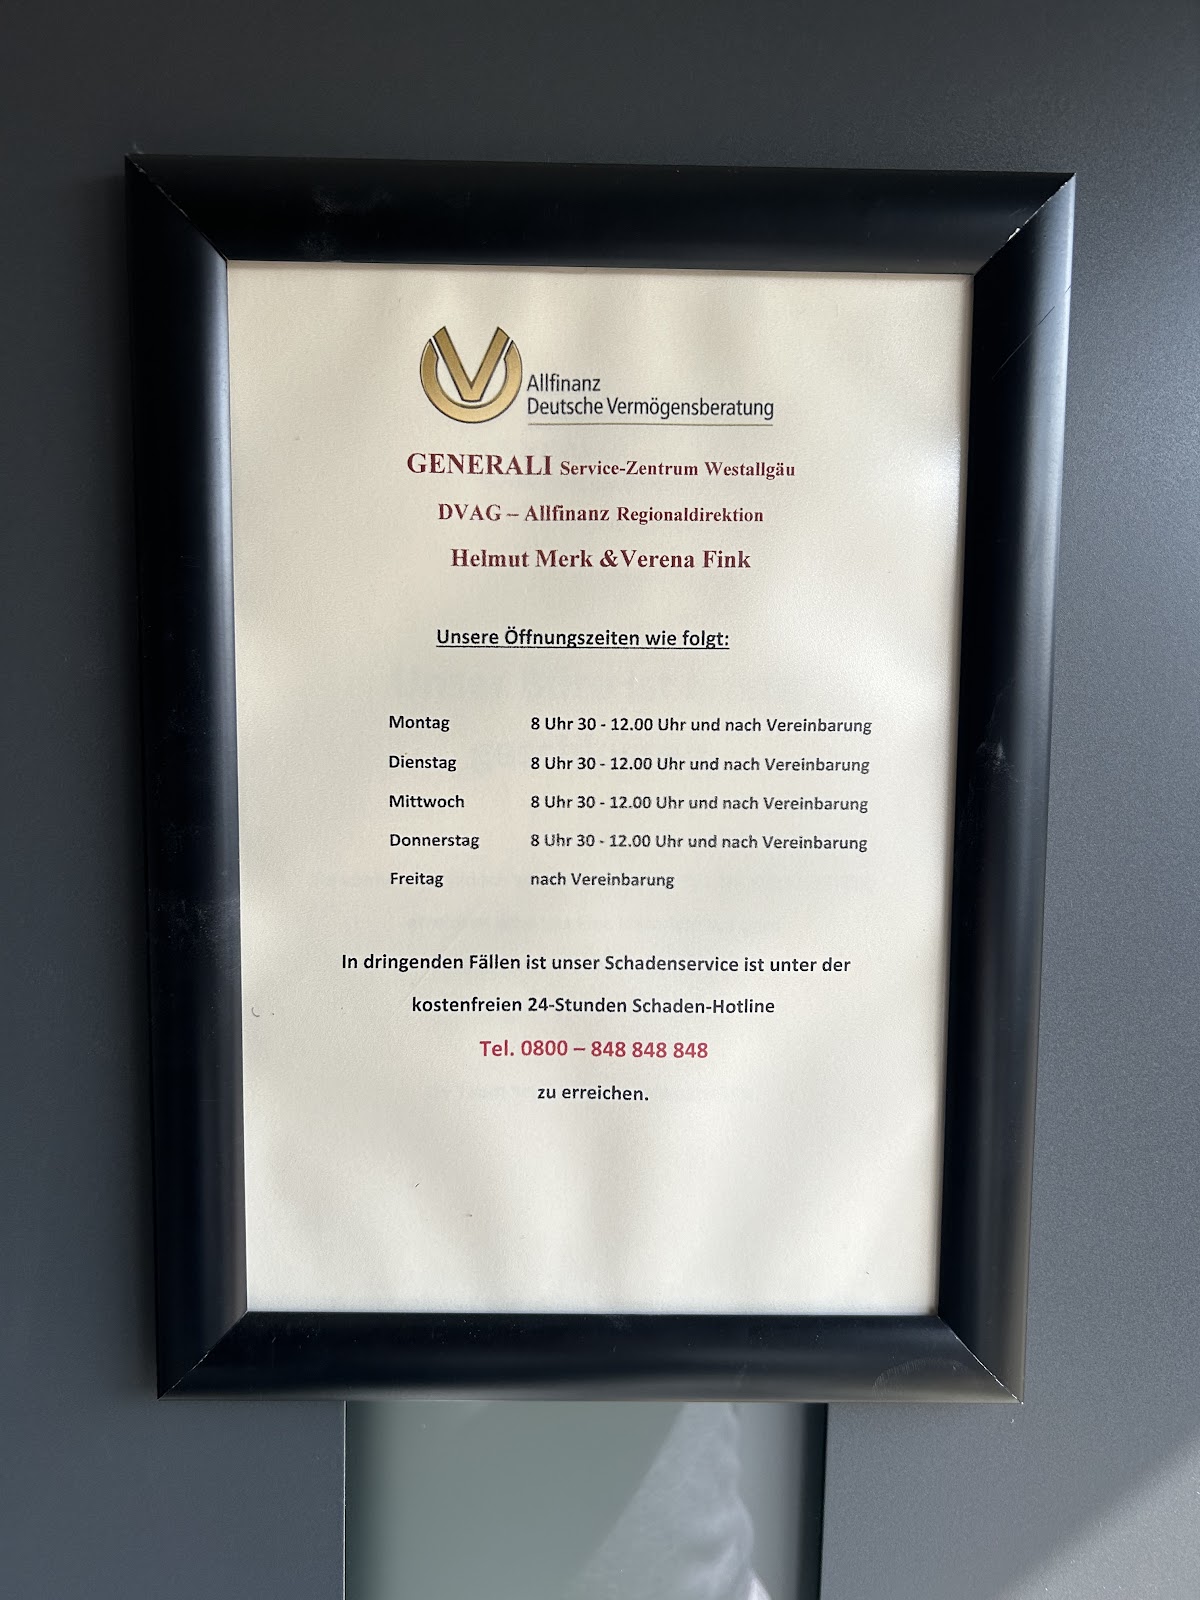 Allfinanz
Deutsche Vermögensberatung
GENERALI Service-Zentrum Westallgäu
DVAG – Allfinanz Regionaldirektion
Helmut Merk &Verena Fink
Unsere Öffnungszeiten wie folgt:
Montag 8 Uhr 30 - 12.00 Uhr und nach Vereinbarung
Dienstag 8 Uhr 30 - 12.00 Uhr und nach Vereinbarung
Mittwoch 8 Uhr 30 - 12.00 Uhr und nach Vereinbarung
Donnerstag 8 Uhr 30 - 12.00 Uhr und nach Vereinbarung
Freitag nach Vereinbarung
In dringenden Fällen ist unser Schadenservice ist unter der
kostenfreien 24-Stunden Schaden-Hotline
Tel. 0800 – 848 848 848
zu erreichen.